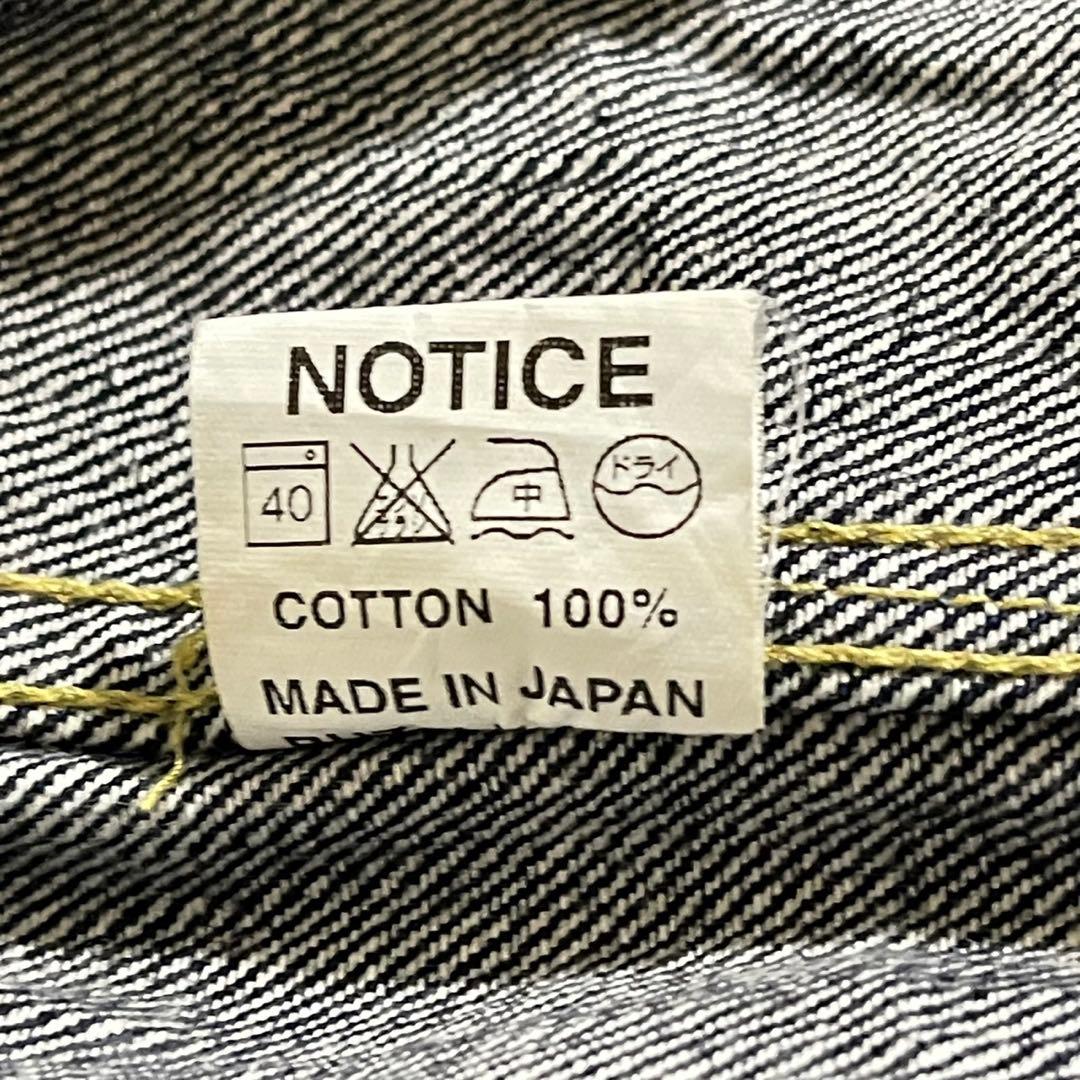 NOTICE
40 中 ドライ
COTTON 100%
MADE IN JAPAN